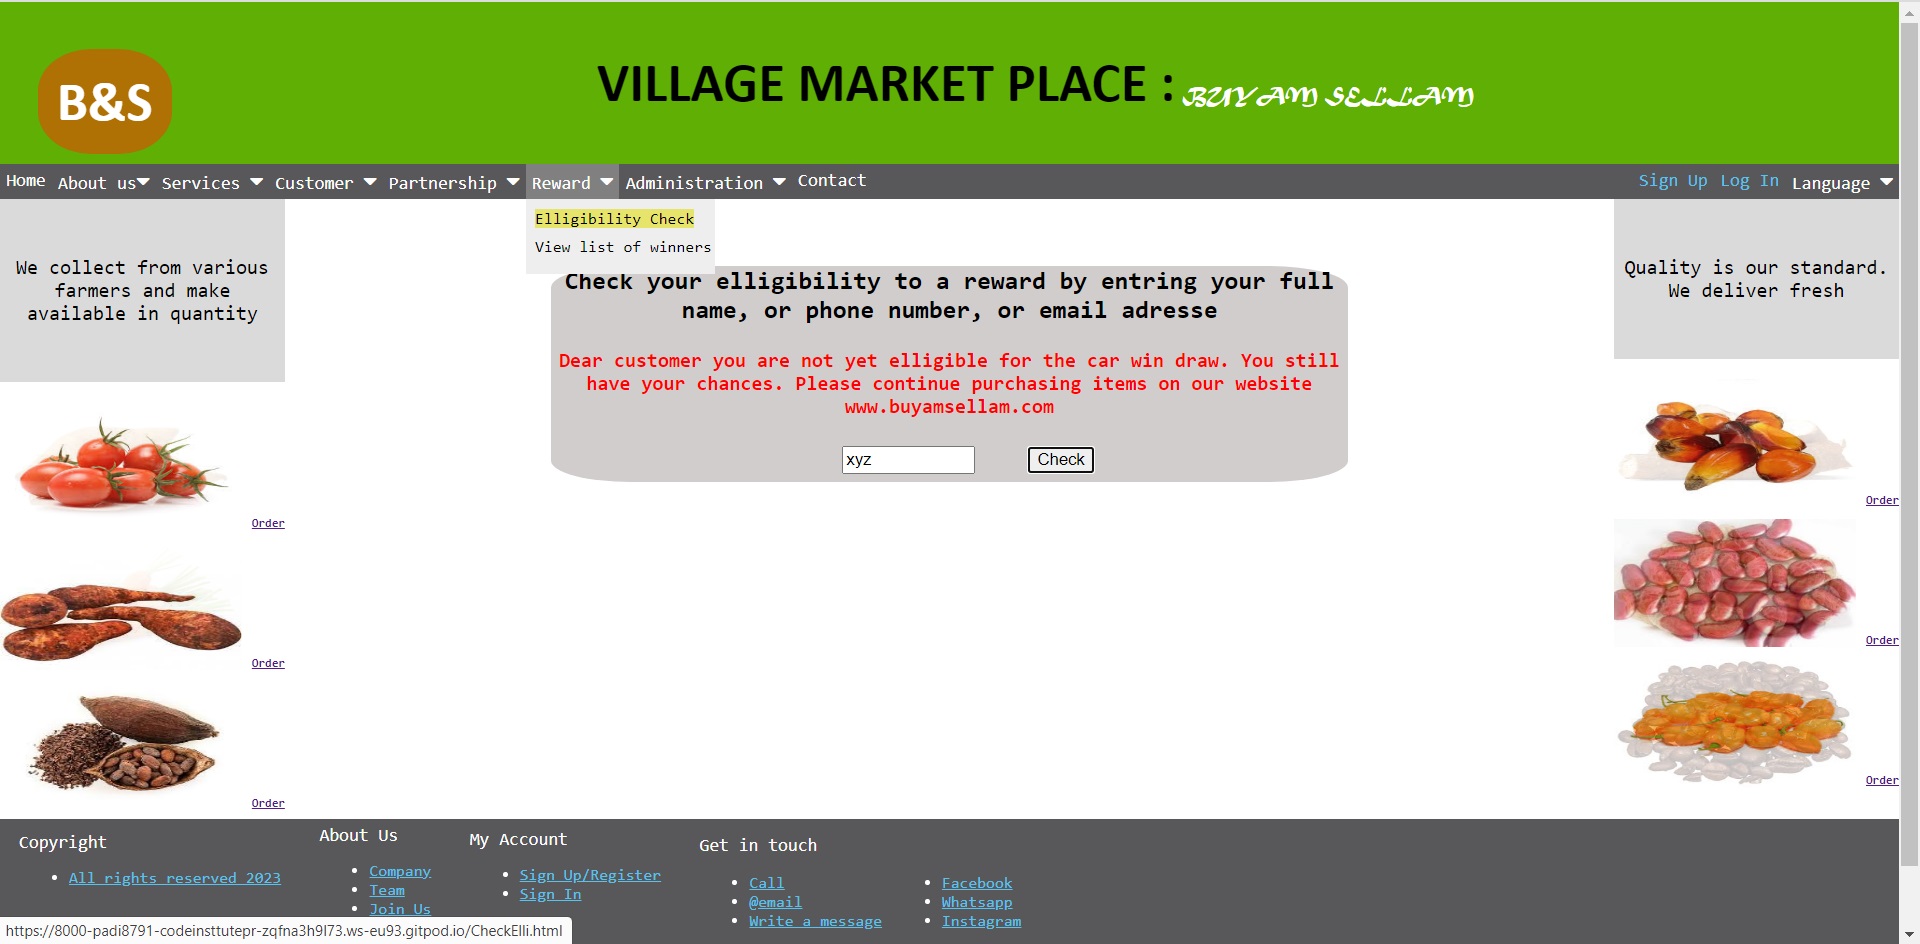 B&S
VILLAGE MARKET PLACE : BUYAM SELLAM
Home About us Services Customer Partnership Reward Administration Contact Sign Up Log In Language
Elligibility Check
View list of winners
We collect from various
farmers and make
available in quantity
Quality is our standard.
We deliver fresh
Check your elligibility to a reward by entring your full
name, or phone number, or email adresse
Dear customer you are not yet elligible for the car win draw. You still
have your chances. Please continue purchasing items on our website
www.buyamsellam.com
xyz
Check
Order
Order
Order
Order
Order
Order
Copyright
All rights reserved 2023
About Us
Company
Team
Join Us
My Account
Sign Up/Register
Sign In
Get in touch
Call
@email
Write a message
Facebook
Whatsapp
Instagram
https://8000-padi8791-codeinsttutepr-zqfna3h9l73.ws-eu93.gitpod.io/CheckElli.html